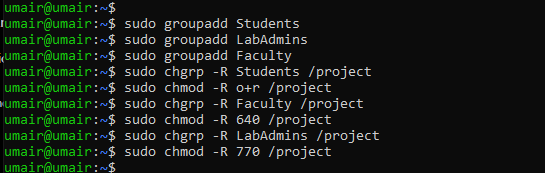 umair@umair:~$
umair@umair:~$ sudo groupadd Students
umair@umair:~$ sudo groupadd LabAdmins
umair@umair:~$ sudo groupadd Faculty
umair@umair:~$ sudo chgrp -R Students /project
umair@umair:~$ sudo chmod -R o+r /project
umair@umair:~$ sudo chgrp -R Faculty /project
umair@umair:~$ sudo chmod -R 640 /project
umair@umair:~$ sudo chgrp -R LabAdmins /project
umair@umair:~$ sudo chmod -R 770 /project
umair@umair:~$